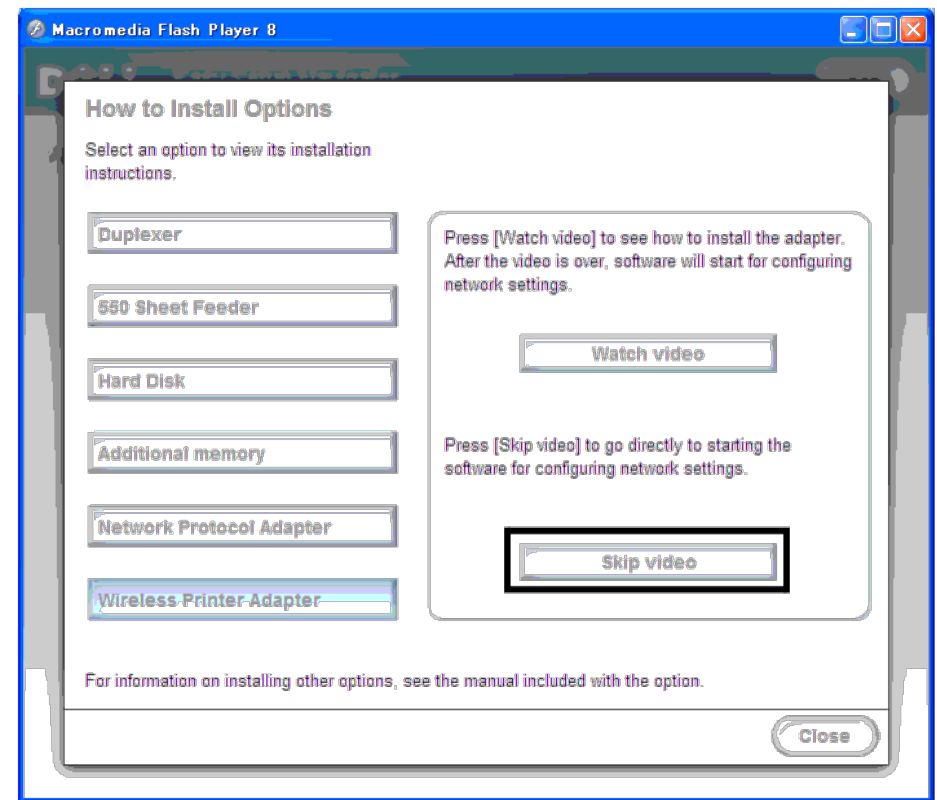 Macromedia Flash Player 8
How to Install Options
Select an option to view its installation
instructions.
Duplexer
550 Sheet Feeder
Hard Disk
Additional memory
Network Protocol Adapter
Wireless Printer Adapter
Press [Watch video] to see how to install the adapter.
After the video is over, software will start for configuring
network settings.
Watch video
Press [Skip video] to go directly to starting the
software for configuring network settings.
Skip video
For information on installing other options, see the manual included with the option.
Close